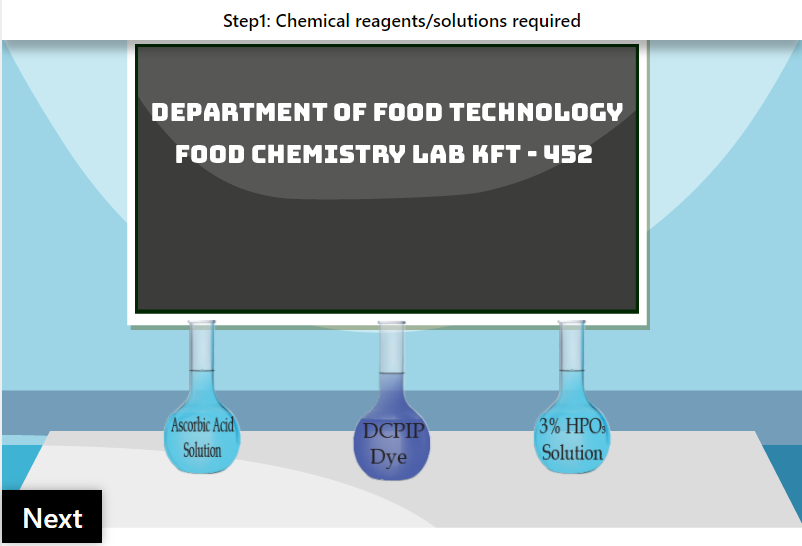 Step1: Chemical reagents/solutions required
DEPARTMENT OF FOOD TECHNOLOGY
FOOD CHEMISTRY LAB KFT - 452
Ascorbic Acid
Solution
DCPIP
Dye
3% HPO₃
Solution
Next